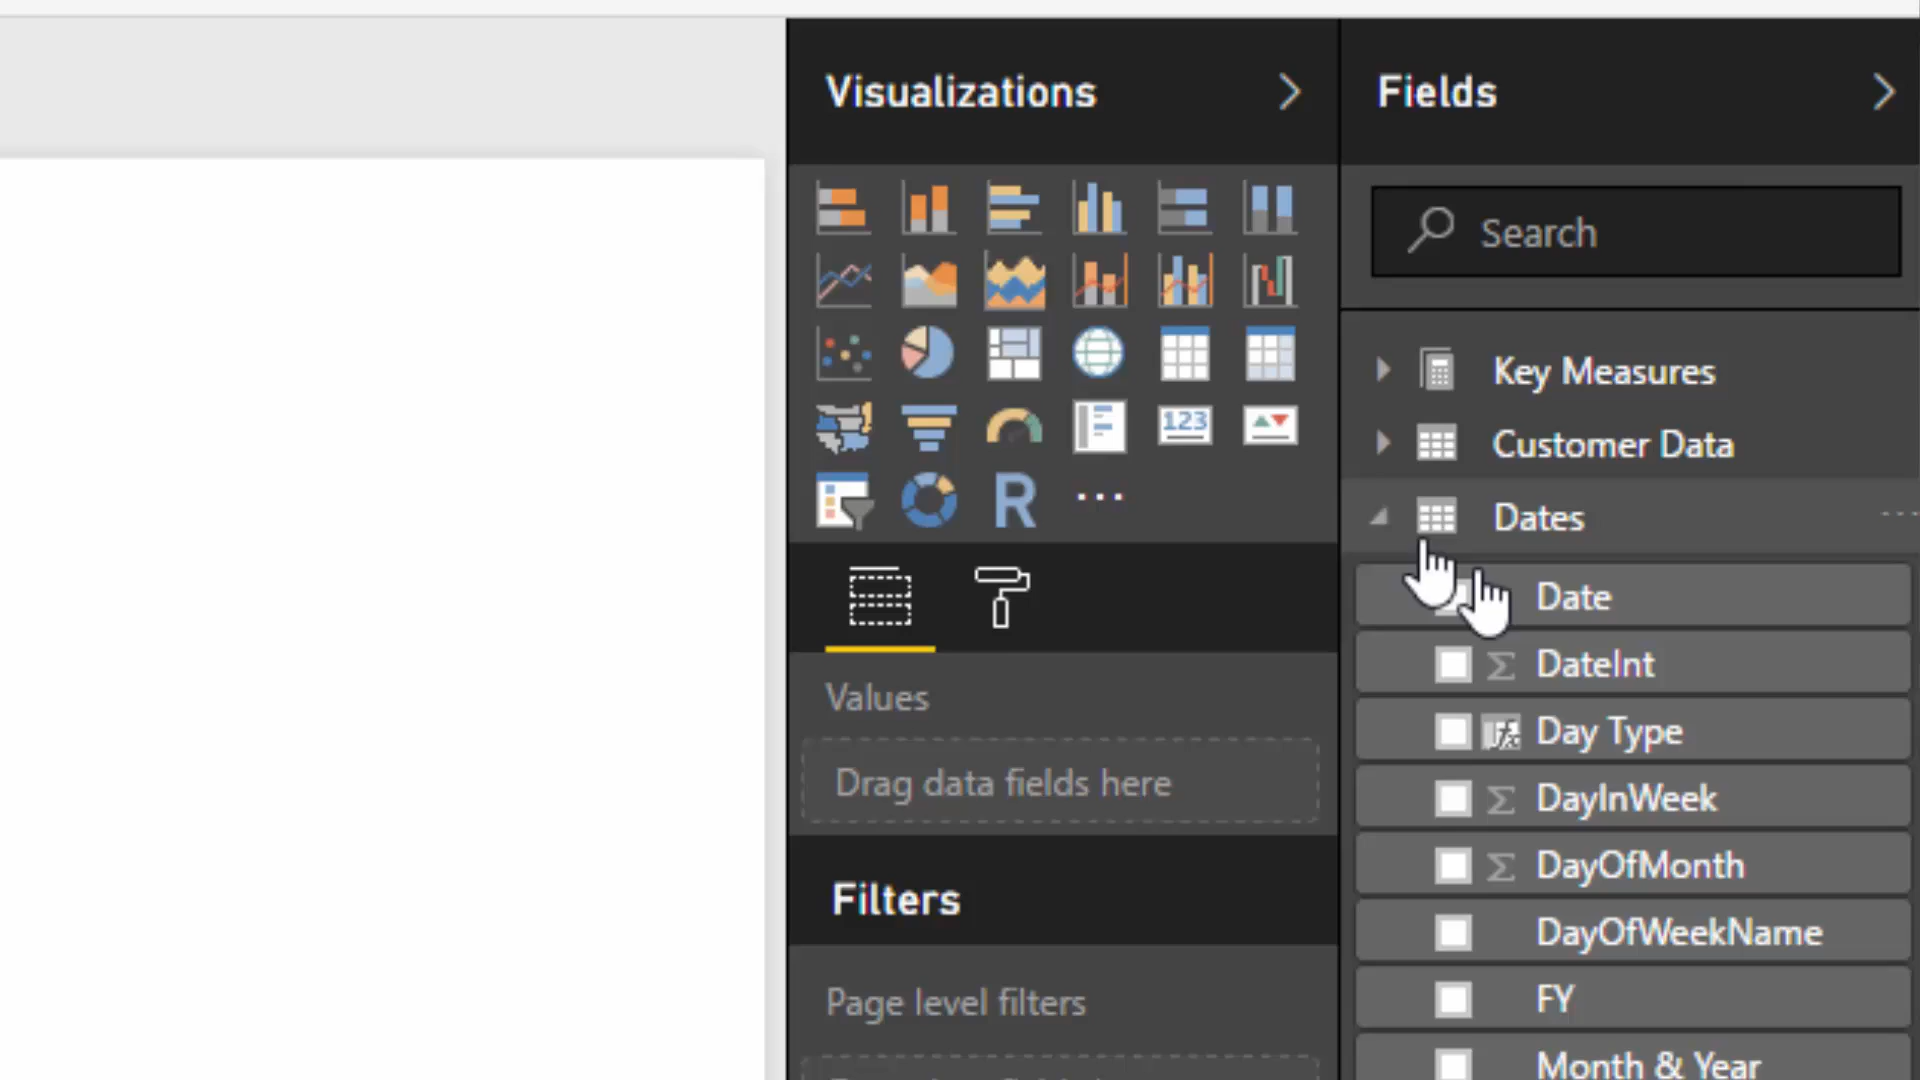 Visualizations
Fields
Search
Key Measures
Customer Data
Dates
Date
DateInt
Day Type
DayInWeek
DayOfMonth
DayOfWeekName
FY
Month & Year
123
R
Values
Drag data fields here
Filters
Page level filters